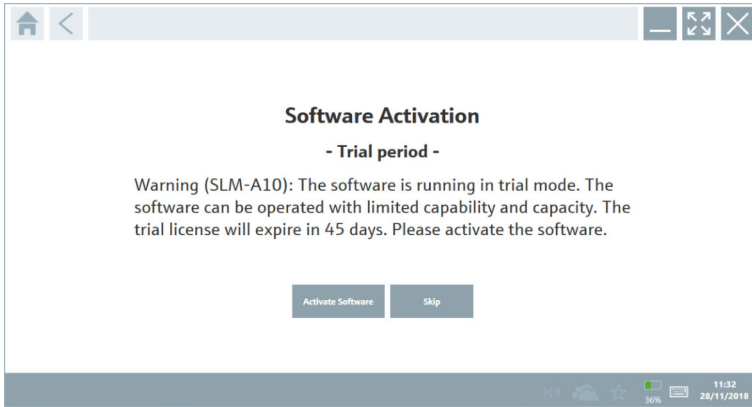 Software Activation
- Trial period -
Warning (SLM-A10): The software is running in trial mode. The
software can be operated with limited capability and capacity. The
trial license will expire in 45 days. Please activate the software.
Activate Software Skip
36%
11:32
28/11/2018